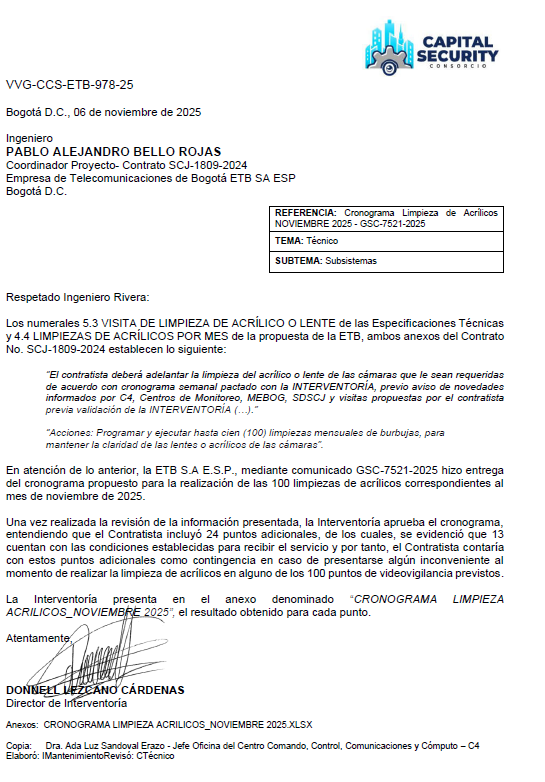 CAPITAL
SECURITY
CONSORCIO
VVG-CCS-ETB-978-25
Bogotá D.C., 06 de noviembre de 2025
Ingeniero
PABLO ALEJANDRO BELLO ROJAS
Coordinador Proyecto- Contrato SCJ-1809-2024
Empresa de Telecomunicaciones de Bogotá ETB SA ESP
Bogotá D.C.
REFERENCIA: Cronograma Limpieza de Acrílicos
NOVIEMBRE 2025 - GSC-7521-2025
TEMA: Técnico
SUBTEMA: Subsistemas
Respetado Ingeniero Rivera:
Los numerales 5.3 VISITA DE LIMPIEZA DE ACRÍLICO O LENTE de las Especificaciones Técnicas
y 4.4 LIMPIEZAS DE ACRÍLICOS POR MES de la propuesta de la ETB, ambos anexos del Contrato
No. SCJ-1809-2024 establecen lo siguiente:
"El contratista deberá adelantar la limpieza del acrílico o lente de las cámaras que le sean requeridas
de acuerdo con cronograma semanal pactado con la INTERVENTORÍA, previo aviso de novedades
informados por C4, Centros de Monitoreo, MEBOG, SDSCJ y visitas propuestas por el contratista
previa validación de la INTERVENTORÍA (…)."
"Acciones: Programar y ejecutar hasta cien (100) limpiezas mensuales de burbujas, para
mantener la claridad de las lentes o acrílicos de las cámaras".
En atención de lo anterior, la ETB S.A E.S.P., mediante comunicado GSC-7521-2025 hizo entrega
del cronograma propuesto para la realización de las 100 limpiezas de acrílicos correspondientes al
mes de noviembre de 2025.
Una vez realizada la revisión de la información presentada, la Interventoría aprueba el cronograma,
entendiendo que el Contratista incluyó 24 puntos adicionales, de los cuales, se evidenció que 13
cuentan con las condiciones establecidas para recibir el servicio y por tanto, el Contratista contaría
con estos puntos adicionales como contingencia en caso de presentarse algún inconveniente al
momento de realizar la limpieza de acrílicos en alguno de los 100 puntos de videovigilancia previstos.
La Interventoría presenta en el anexo denominado "CRONOGRAMA LIMPIEZA
ACRILICOS_NOVIEMBRE 2025", el resultado obtenido para cada punto.
Atentamente,
DONNELL LEZCANO CÁRDENAS
Director de Interventoría
Anexos: CRONOGRAMA LIMPIEZA ACRILICOS_NOVIEMBRE 2025.XLSX
Copia: Dra. Ada Luz Sandoval Erazo - Jefe Oficina del Centro Comando, Control, Comunicaciones y Cómputo – C4
Elaboró: IMantenimientoRevisó: CTécnico